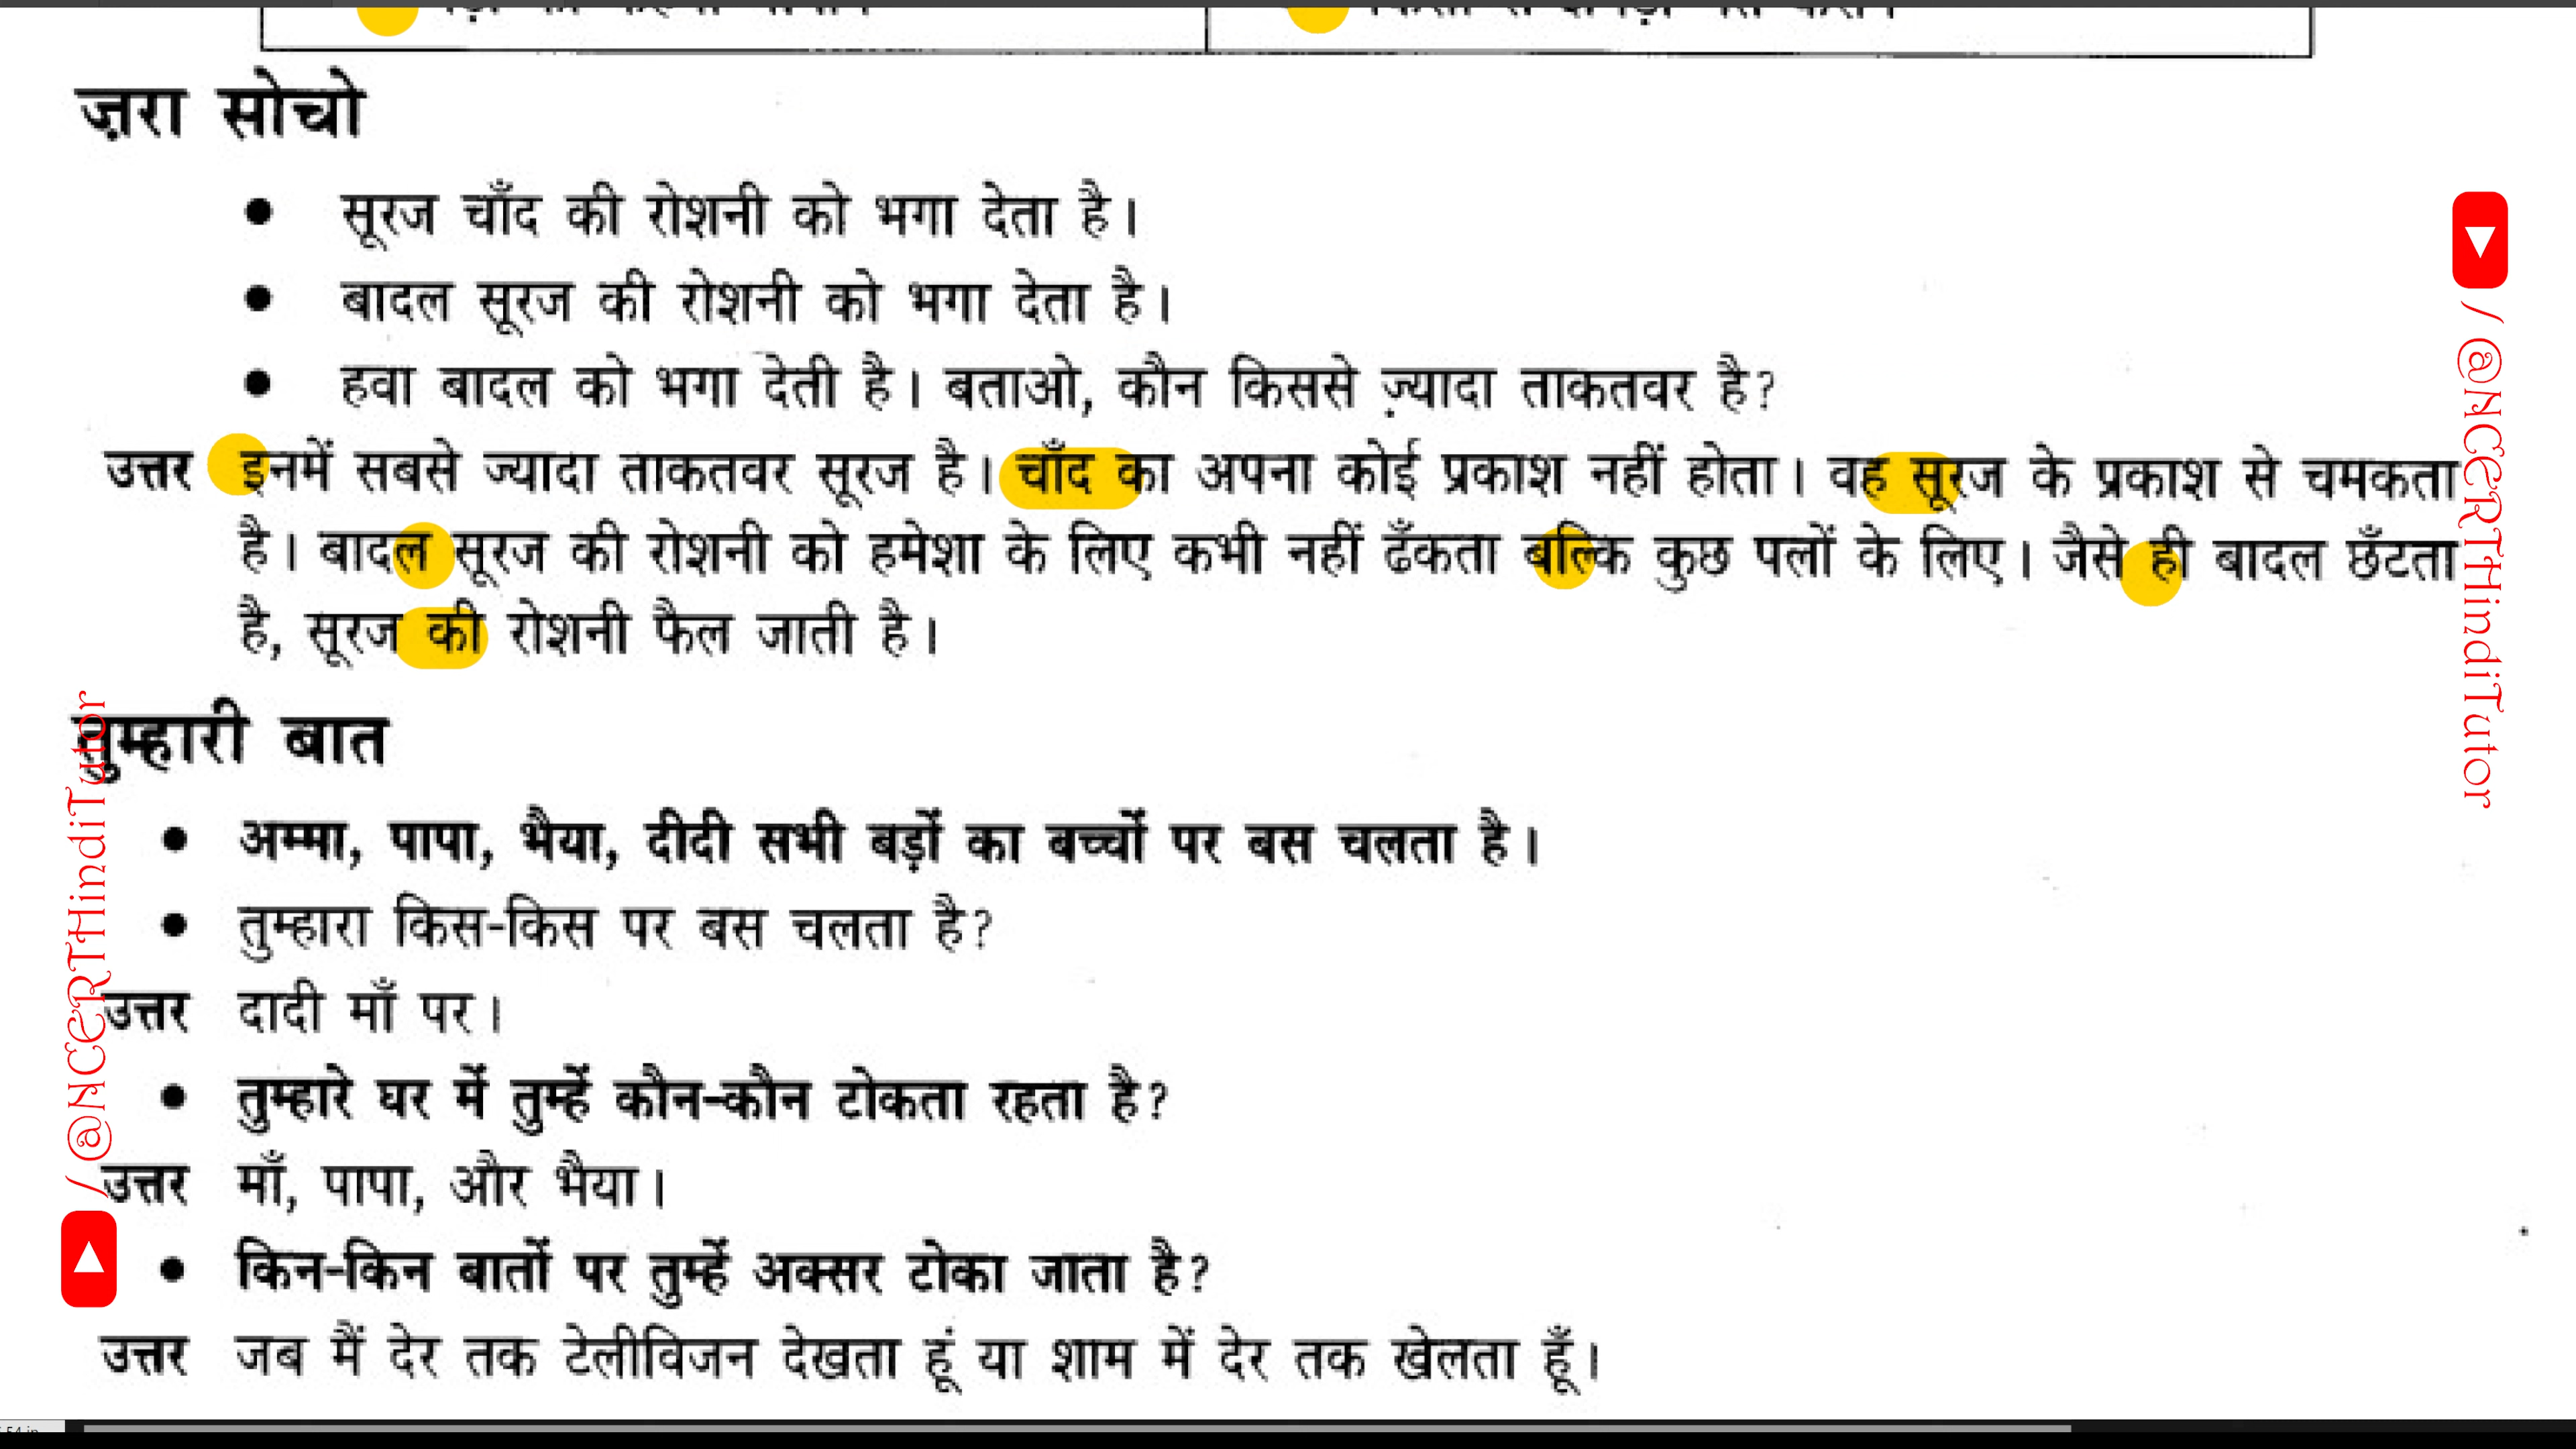 ज़रा सोचो
● सूरज चाँद की रोशनी को भगा देता है।
● बादल सूरज की रोशनी को भगा देता है।
● हवा बादल को भगा देती है। बताओ, कौन किससे ज़्यादा ताकतवर है?
उत्तर इनमें सबसे ज्यादा ताकतवर सूरज है। चाँद का अपना कोई प्रकाश नहीं होता। वह सूरज के प्रकाश से चमकता
है। बादल सूरज की रोशनी को हमेशा के लिए कभी नहीं ढँकता बल्कि कुछ पलों के लिए। जैसे ही बादल छँटता
है, सूरज की रोशनी फैल जाती है।
तुम्हारी बात
● अम्मा, पापा, भैया, दीदी सभी बड़ों का बच्चों पर बस चलता है।
● तुम्हारा किस-किस पर बस चलता है?
उत्तर दादी माँ पर।
● तुम्हारे घर में तुम्हें कौन-कौन टोकता रहता है?
उत्तर माँ, पापा, और भैया।
● किन-किन बातों पर तुम्हें अक्सर टोका जाता है?
उत्तर जब मैं देर तक टेलीविजन देखता हूं या शाम में देर तक खेलता हूँ।
/@NCERTHindiTutor
/@NCERTHindiTutor